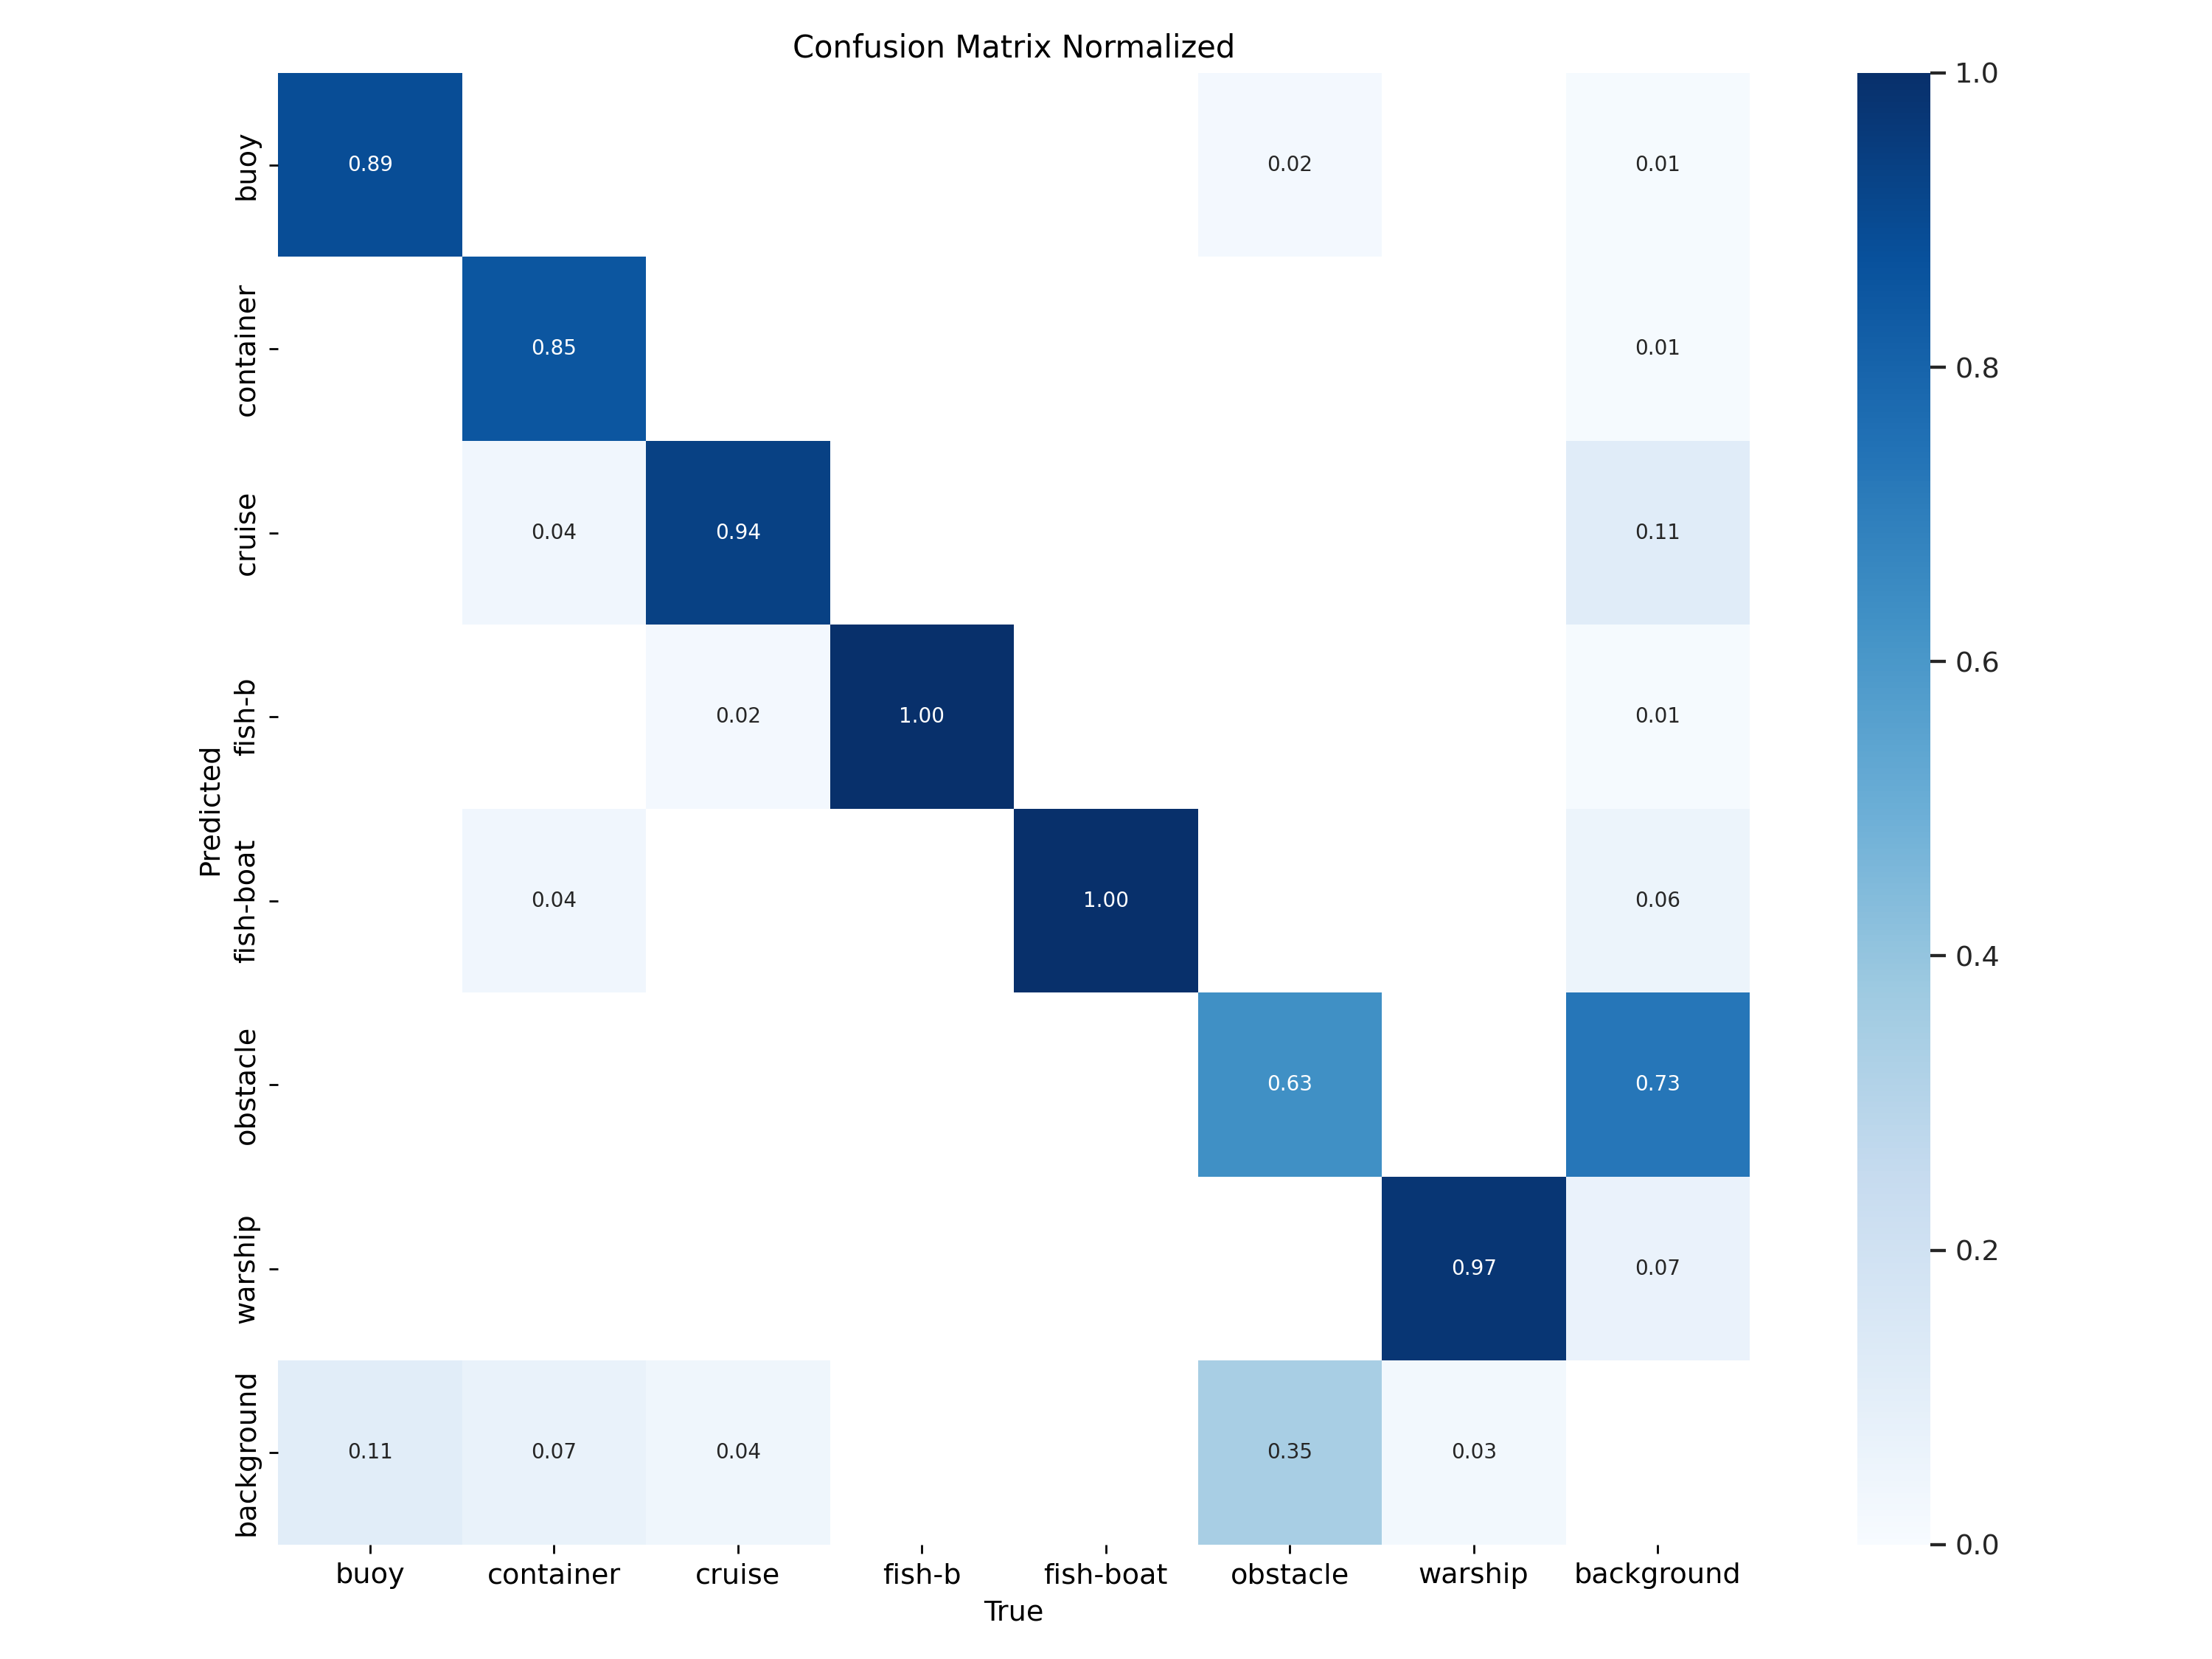 Confusion Matrix Normalized
1.0
buoy
0.89
0.02
0.01
container
0.85
0.01
0.8
cruise
0.04
0.94
0.11
0.6
fish-b
0.02
1.00
0.01
Predicted
fish-boat
0.04
1.00
0.06
0.4
obstacle
0.63
0.73
warship
0.97
0.07
0.2
background
0.11
0.07
0.04
0.35
0.03
0.0
buoy container cruise fish-b fish-boat obstacle warship background
True